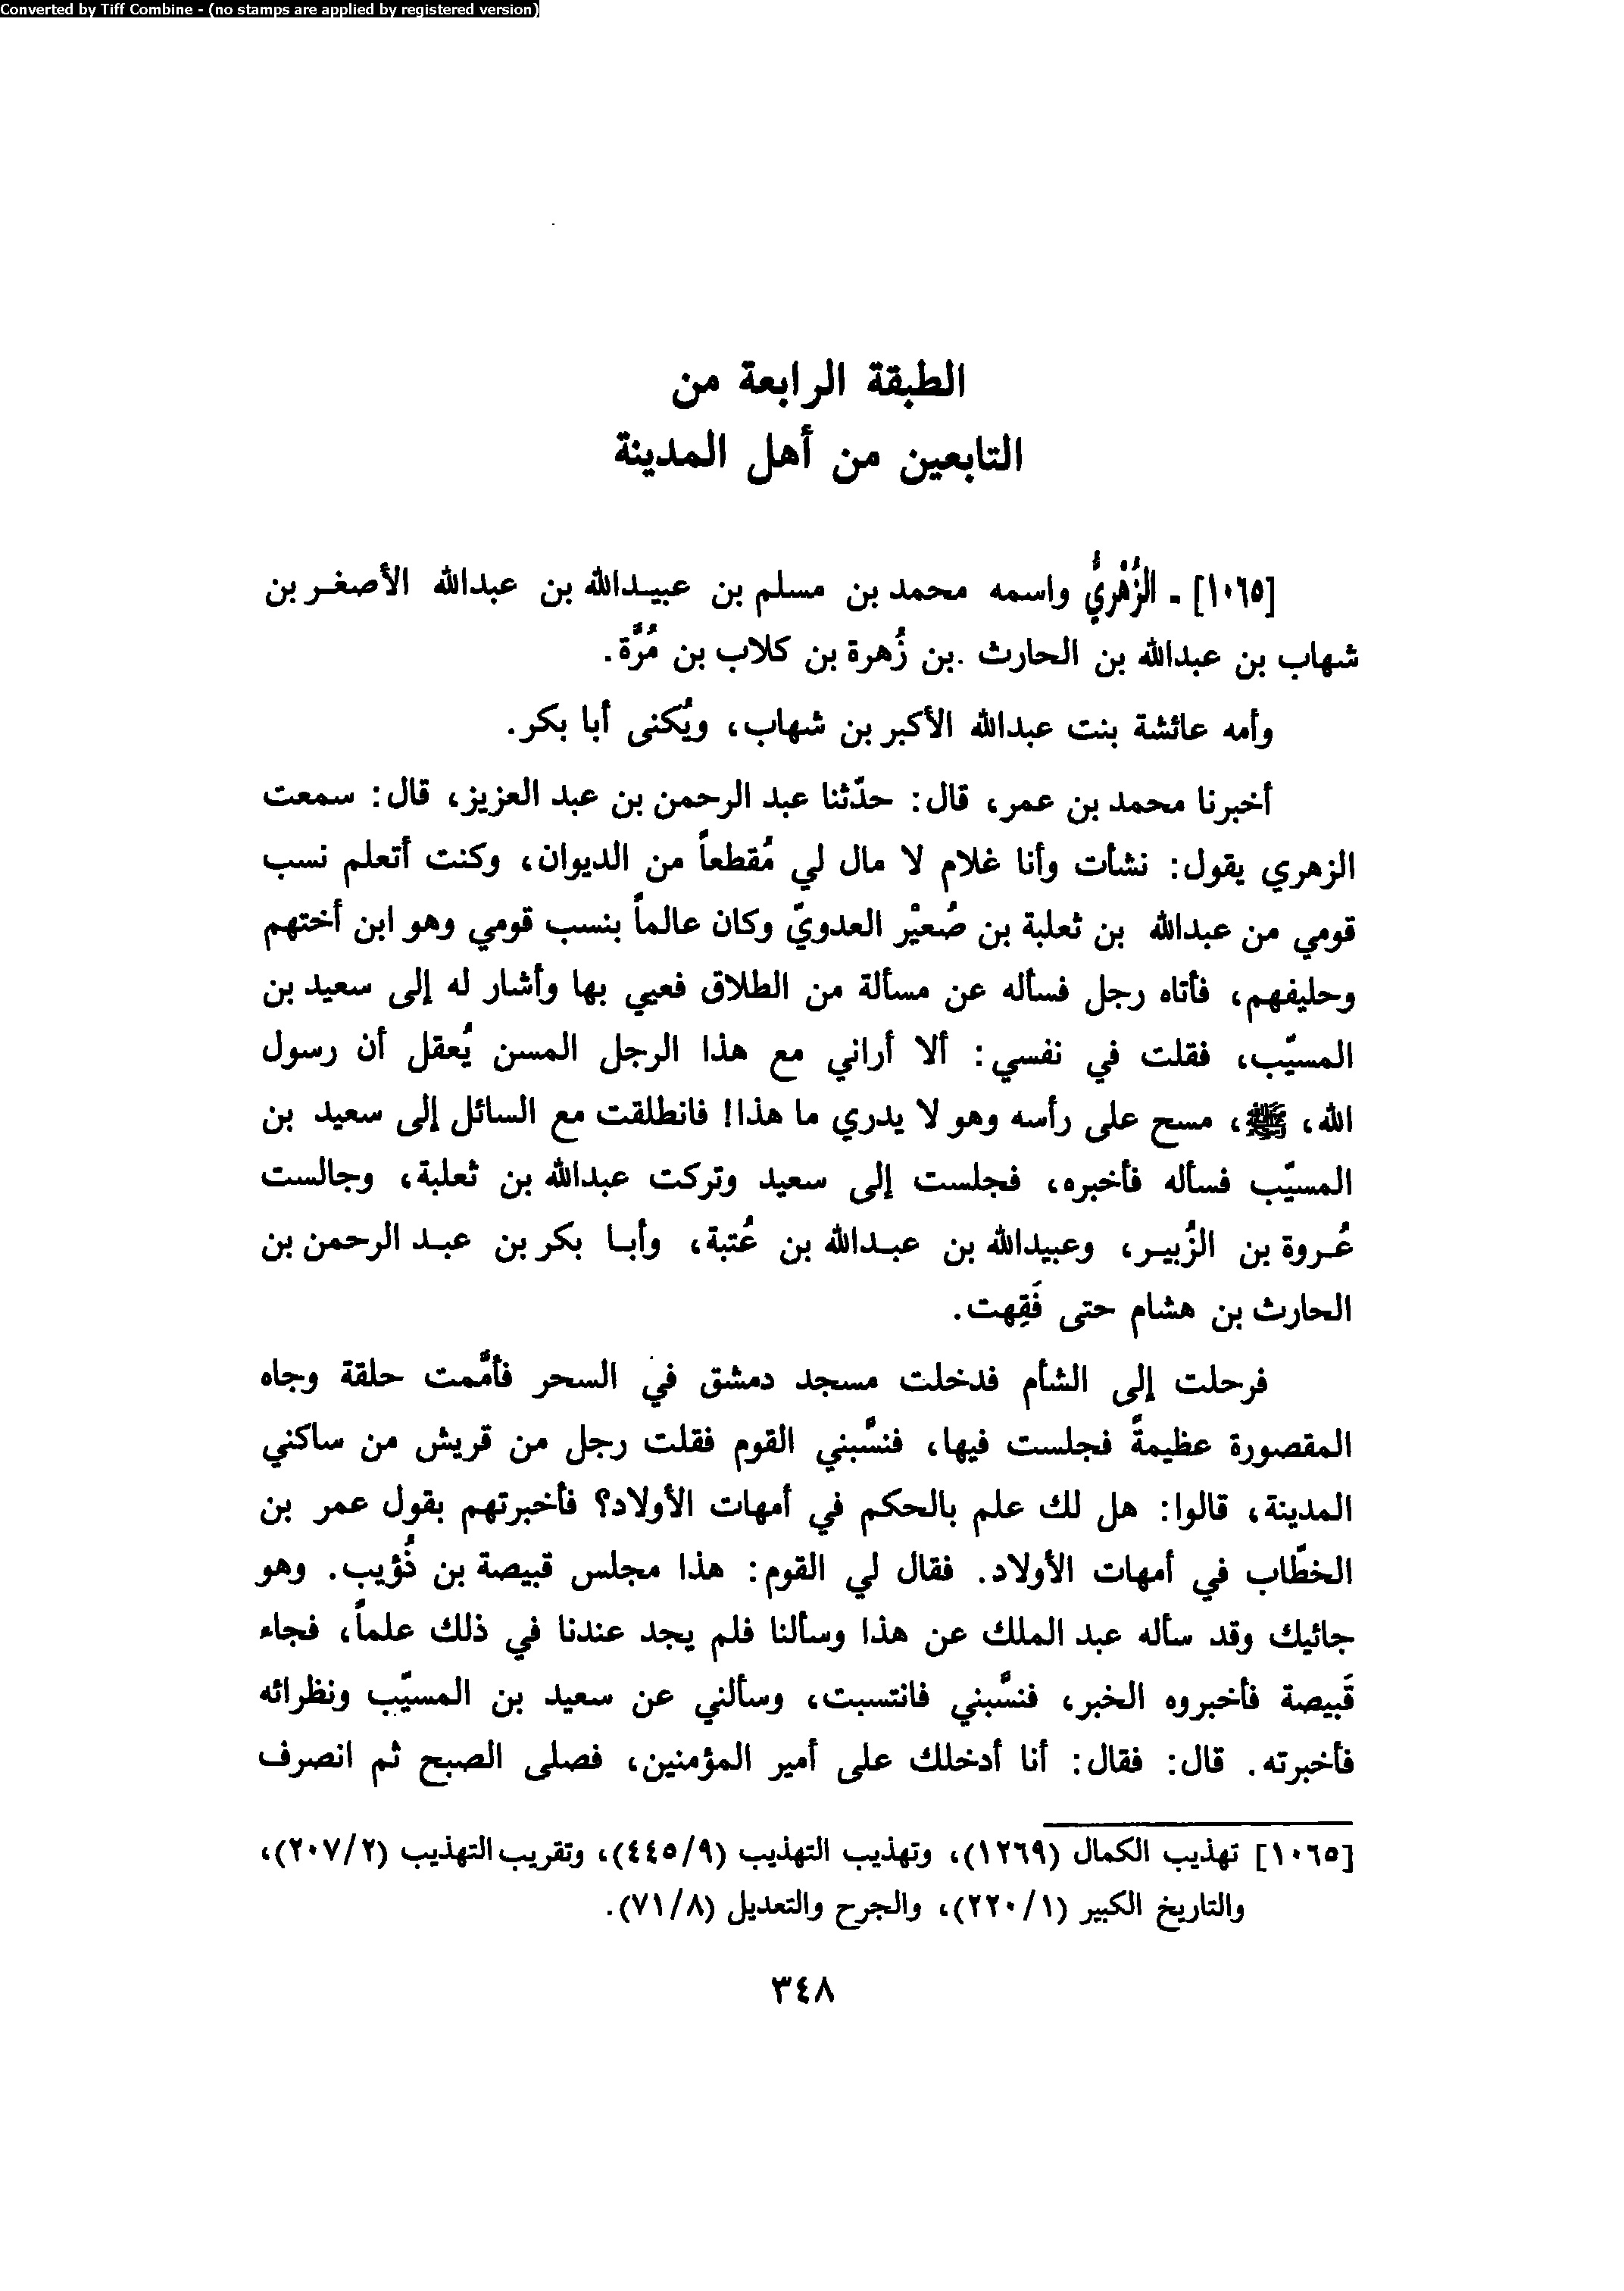 Converted by Tiff Combine - (no stamps are applied by registered version)
الطبقة الرابعة من
التابعين من أهل المدينة
[١٠٦٥] - الزُهْرِيُّ واسمه محمد بن مسلم بن عبيدالله بن عبدالله الأصغر بن
شهاب بن عبدالله بن الحارث .بن زُهرة بن كلاب بن مُرَّة.
وأمه عائشة بنت عبدالله الأكبر بن شهاب، ويُكنى أبا بكر.
أخبرنا محمد بن عمر، قال: حدّثنا عبد الرحمن بن عبد العزيز، قال: سمعت
الزهري يقول: نشأت وأنا غلام لا مال لي مُقطعاً من الديوان، وكنت أتعلم نسب
قومي من عبدالله بن ثعلبة بن صُعيْر العدويّ وكان عالماً بنسب قومي وهو ابن أختهم
وحليفهم، فأتاه رجل فسأله عن مسألة من الطلاق فعيي بها وأشار له إلى سعيد بن
المسيّب، فقلت في نفسي: ألا أراني مع هذا الرجل المسن يُعقل أن رسول
الله، ﷺ، مسح على رأسه وهو لا يدري ما هذا! فانطلقت مع السائل إلى سعيد بن
المسيّب فسأله فأخبره، فجلست إلى سعيد وتركت عبدالله بن ثعلبة، وجالست
عُروة بن الزُبير، وعبيدالله بن عبدالله بن عُتبة، وأبا بكر بن عبد الرحمن بن
الحارث بن هشام حتى فَقِهت.
فرحلت إلى الشأم فدخلت مسجد دمشق في السحر فأمَّمت حلقة وجاه
المقصورة عظيمةً فجلست فيها، فنسَّبني القوم فقلت رجل من قريش من ساكني
المدينة، قالوا: هل لك علم بالحكم في أمهات الأولاد؟ فأخبرتهم بقول عمر بن
الخطّاب في أمهات الأولاد. فقال لي القوم: هذا مجلس قبيصة بن ذُؤيب. وهو
جائيك وقد سأله عبد الملك عن هذا وسألنا فلم يجد عندنا في ذلك علماً، فجاء
قَبيصة فأخبروه الخبر، فنسَّبني فانتسبت، وسألني عن سعيد بن المسيّب ونظرائه
فأخبرته. قال: فقال: أنا أدخلك على أمير المؤمنين، فصلى الصبح ثم انصرف
[١٠٦٥] تهذيب الكمال (١٢٦٩)، وتهذيب التهذيب (٤٤٥/٩)، وتقريب التهذيب (٢٠٧/٢)،
والتاريخ الكبير (٢٢٠/١)، والجرح والتعديل (٧١/٨).
٣٤٨